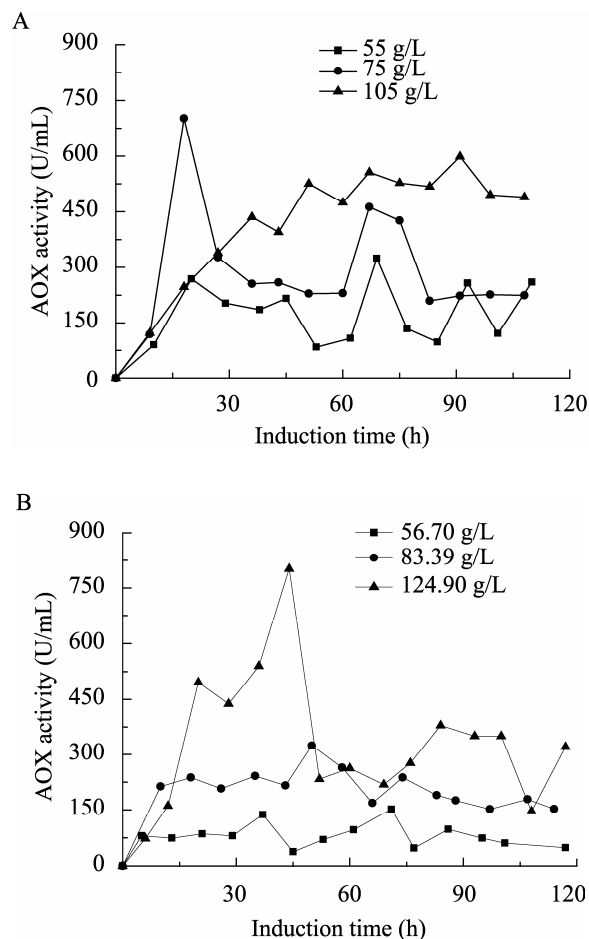 A
900
750
600
450
300
150
0
AOX activity (U/mL)
55 g/L
75 g/L
105 g/L
30
60
90
120
Induction time (h)
B
900
750
600
450
300
150
0
AOX activity (U/mL)
56.70 g/L
83.39 g/L
124.90 g/L
30
60
90
120
Induction time (h)